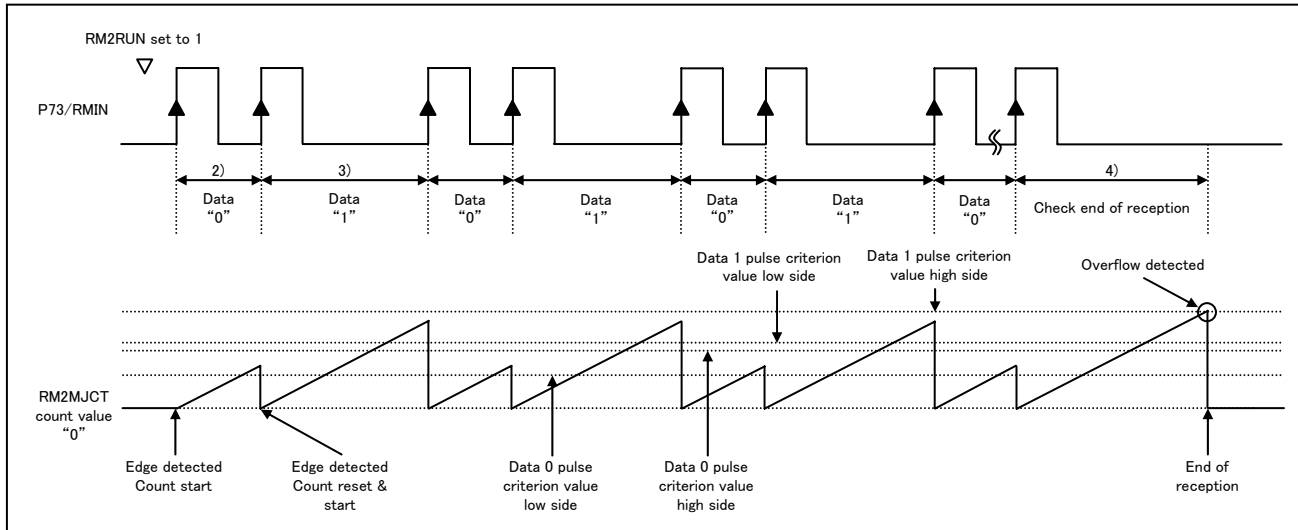 RM2RUN set to 1
P73/RMIN
2)
3)
4)
Data
“0”
Data
“1”
Data
“0”
Data
“1”
Data
“0”
Data
“1”
Data
“0”
Check end of reception
Data 1 pulse criterion
value low side
Data 1 pulse criterion
value high side
Overflow detected
RM2MJCT
count value
“0”
Edge detected
Count start
Edge detected
Count reset &
start
Data 0 pulse
criterion value
low side
Data 0 pulse
criterion value
high side
End of
reception